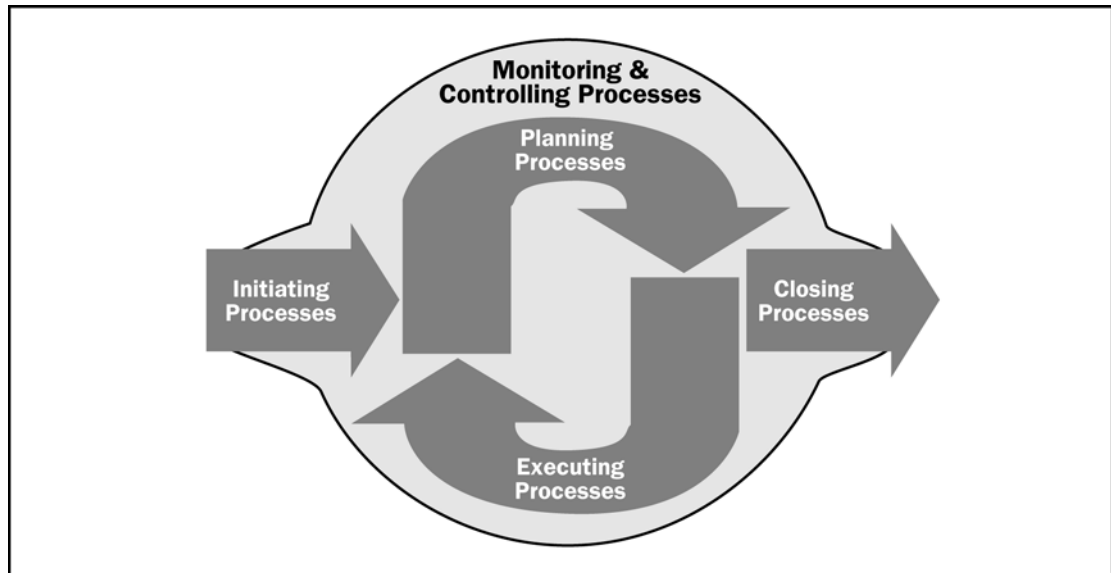 Monitoring &
Controlling Processes
Planning
Processes
Initiating
Processes
Closing
Processes
Executing
Processes